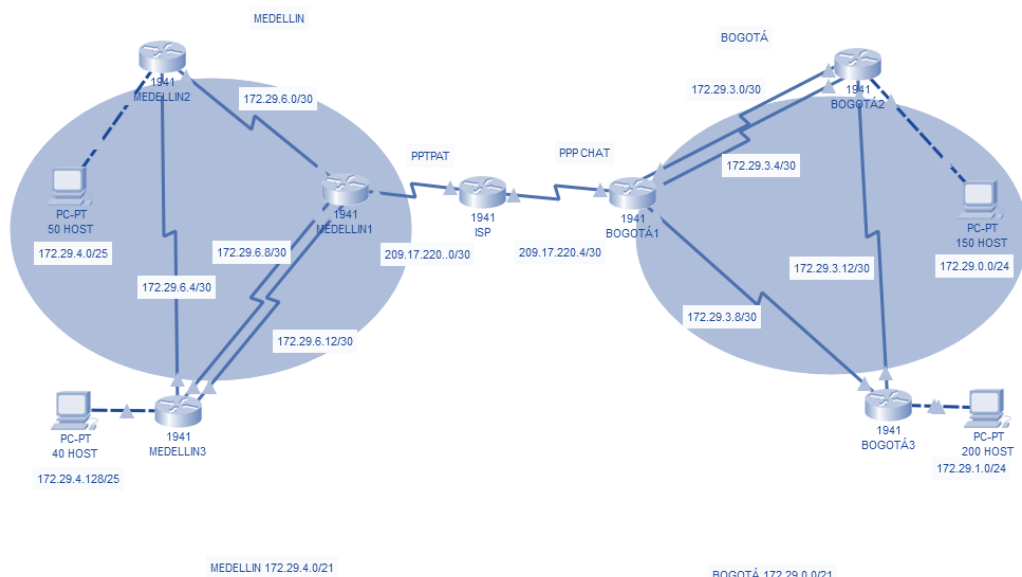 MEDELLIN
BOGOTÁ
1941
MEDELLIN2
172.29.6.0/30
172.29.3.0/30
1941
BOGOTÁ2
PPTPAT
PPP CHAT
172.29.3.4/30
PC-PT
50 HOST
172.29.4.0/25
1941
MEDELLIN1
1941
ISP
1941
BOGOTÁ1
PC-PT
150 HOST
172.29.0.0/24
172.29.6.8/30
209.17.220..0/30
209.17.220.4/30
172.29.3.12/30
172.29.6.4/30
172.29.6.12/30
172.29.3.8/30
PC-PT
40 HOST
172.29.4.128/25
1941
MEDELLIN3
1941
BOGOTÁ3
PC-PT
200 HOST
172.29.1.0/24
MEDELLIN 172.29.4.0/21
BOGOTÁ 172.29.0.0/21